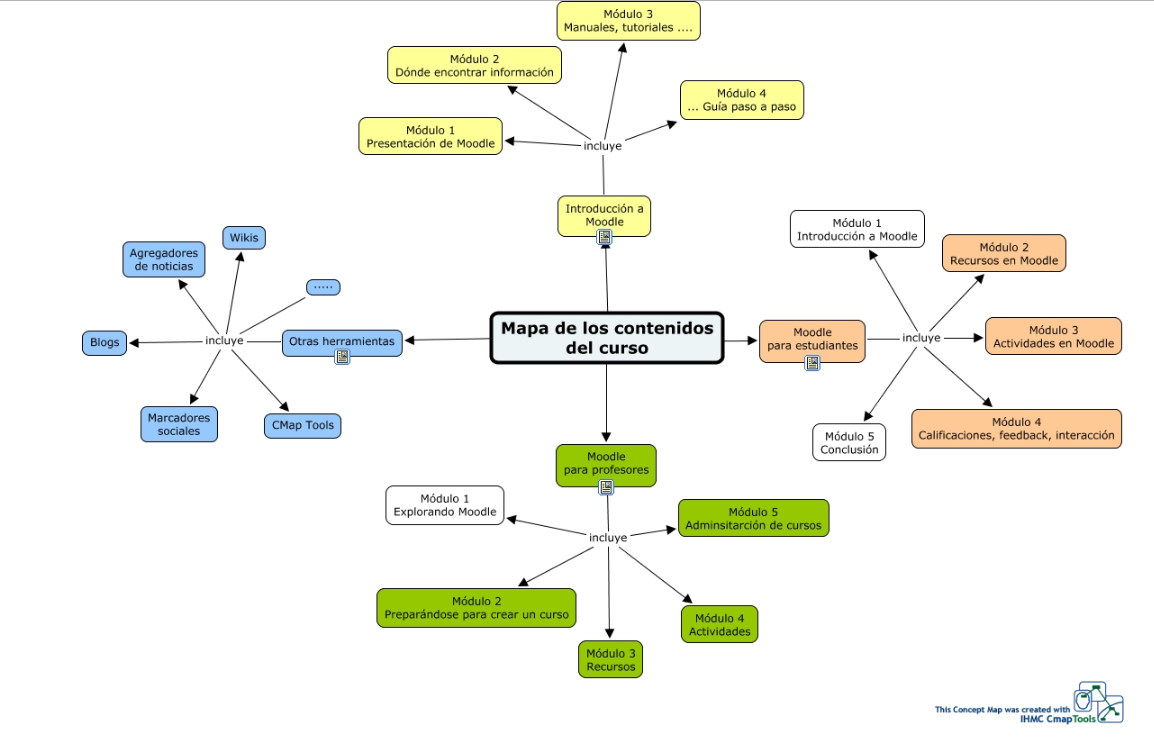 Módulo 3
Manuales, tutoriales ....
Módulo 2
Dónde encontrar información
Módulo 4
... Guía paso a paso
Módulo 1
Presentación de Moodle
incluye
Introducción a
Moodle
Módulo 1
Introducción a Moodle
Módulo 2
Recursos en Moodle
Módulo 3
Actividades en Moodle
Módulo 4
Calificaciones, feedback, interacción
Módulo 5
Conclusión
incluye
Moodle
para estudiantes
Mapa de los contenidos
del curso
Otras herramientas
incluye
Wikis
Agregadores
de noticias
.....
Blogs
Marcadores
sociales
CMap Tools
Moodle
para profesores
incluye
Módulo 1
Explorando Moodle
Módulo 5
Adminsitarción de cursos
Módulo 2
Preparándose para crear un curso
Módulo 4
Actividades
Módulo 3
Recursos
This Concept Map was created with
IHMC CmapTools